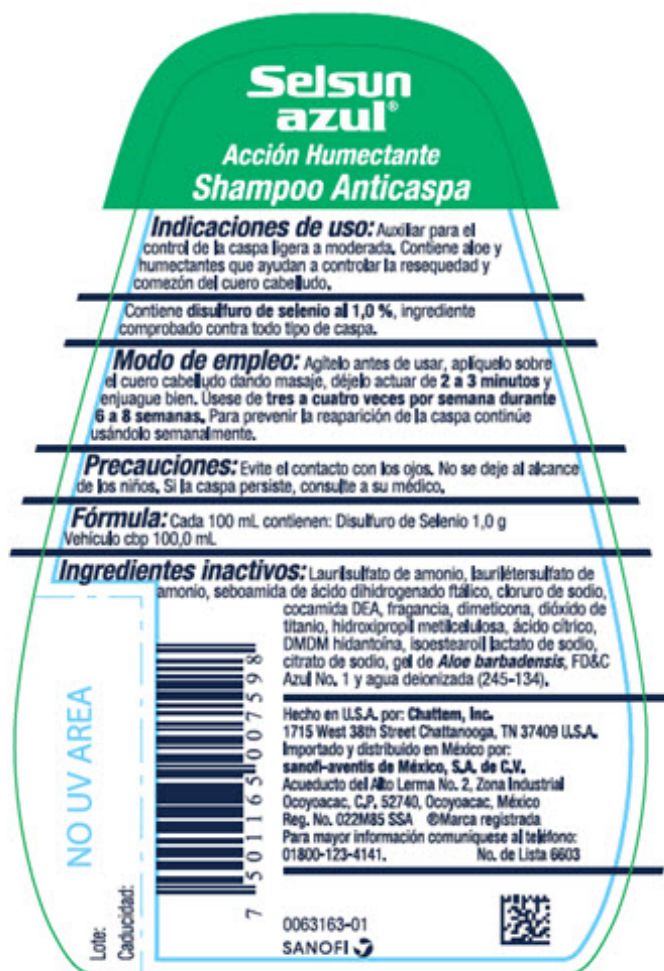 Selsun
azul®
Acción Humectante
Shampoo Anticaspa
Indicaciones de uso: Auxiliar para el
control de la caspa ligera a moderada. Contiene aloe y
humectantes que ayudan a controlar la resequedad y
comezón del cuero cabelludo.
Contiene disulfuro de selenio al 1,0 %, ingrediente
comprobado contra todo tipo de caspa.
Modo de empleo: Agítelo antes de usar, aplíquelo sobre
el cuero cabelludo dando masaje, déjelo actuar de 2 a 3 minutos y
enjuague bien. Úsese de tres a cuatro veces por semana durante
6 a 8 semanas. Para prevenir la reaparición de la caspa continúe
usándolo semanalmente.
Precauciones: Evite el contacto con los ojos. No se deje al alcance
de los niños. Si la caspa persiste, consulte a su médico.
Fórmula: Cada 100 mL contienen: Disulfuro de Selenio 1,0 g
Vehículo cbp 100,0 mL
Ingredientes inactivos: Laurilsulfato de amonio, laurilétersulfato de
amonio, seboamida de ácido dihidrogenado ftálico, cloruro de sodio,
cocamida DEA, fragancia, dimeticona, dióxido de
titanio, hidroxipropil metilcelulosa, ácido cítrico,
DMDM hidantoína, isoestearoil lactato de sodio,
citrato de sodio, gel de Aloe barbadensis, FD&C
Azul No. 1 y agua deionizada (245-134).
Hecho en U.S.A. por: Chattem, Inc.
1715 West 38th Street Chattanooga, TN 37409 U.S.A.
Importado y distribuido en México por:
sanofi-aventis de México, S.A. de C.V.
Acueducto del Alto Lerma No. 2, Zona Industrial
Ocoyoacac, C.P. 52740, Ocoyoacac, México
Reg. No. 022M85 SSA ®Marca registrada
Para mayor información comuníquese al teléfono:
01800-123-4141. No. de Lista 6603
NO UV AREA
Lote:
Caducidad:
7 501165 007598
0063163-01
SANOFI